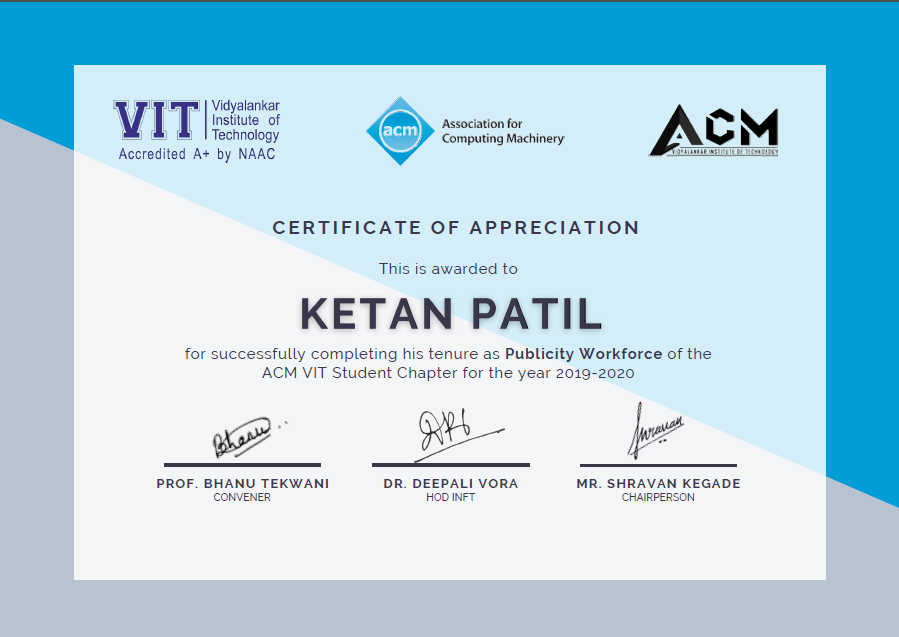 VIT
Vidyalankar
Institute of
Technology
Accredited A+ by NAAC
acm
Association for
Computing Machinery
ACM
VIDYALANKAR INSTITUTE OF TECHNOLOGY
CERTIFICATE OF APPRECIATION
This is awarded to
KETAN PATIL
for successfully completing his tenure as Publicity Workforce of the
ACM VIT Student Chapter for the year 2019-2020
Bhanu
Shravan
PROF. BHANU TEKWANI
CONVENER
DR. DEEPALI VORA
HOD INFT
MR. SHRAVAN KEGADE
CHAIRPERSON